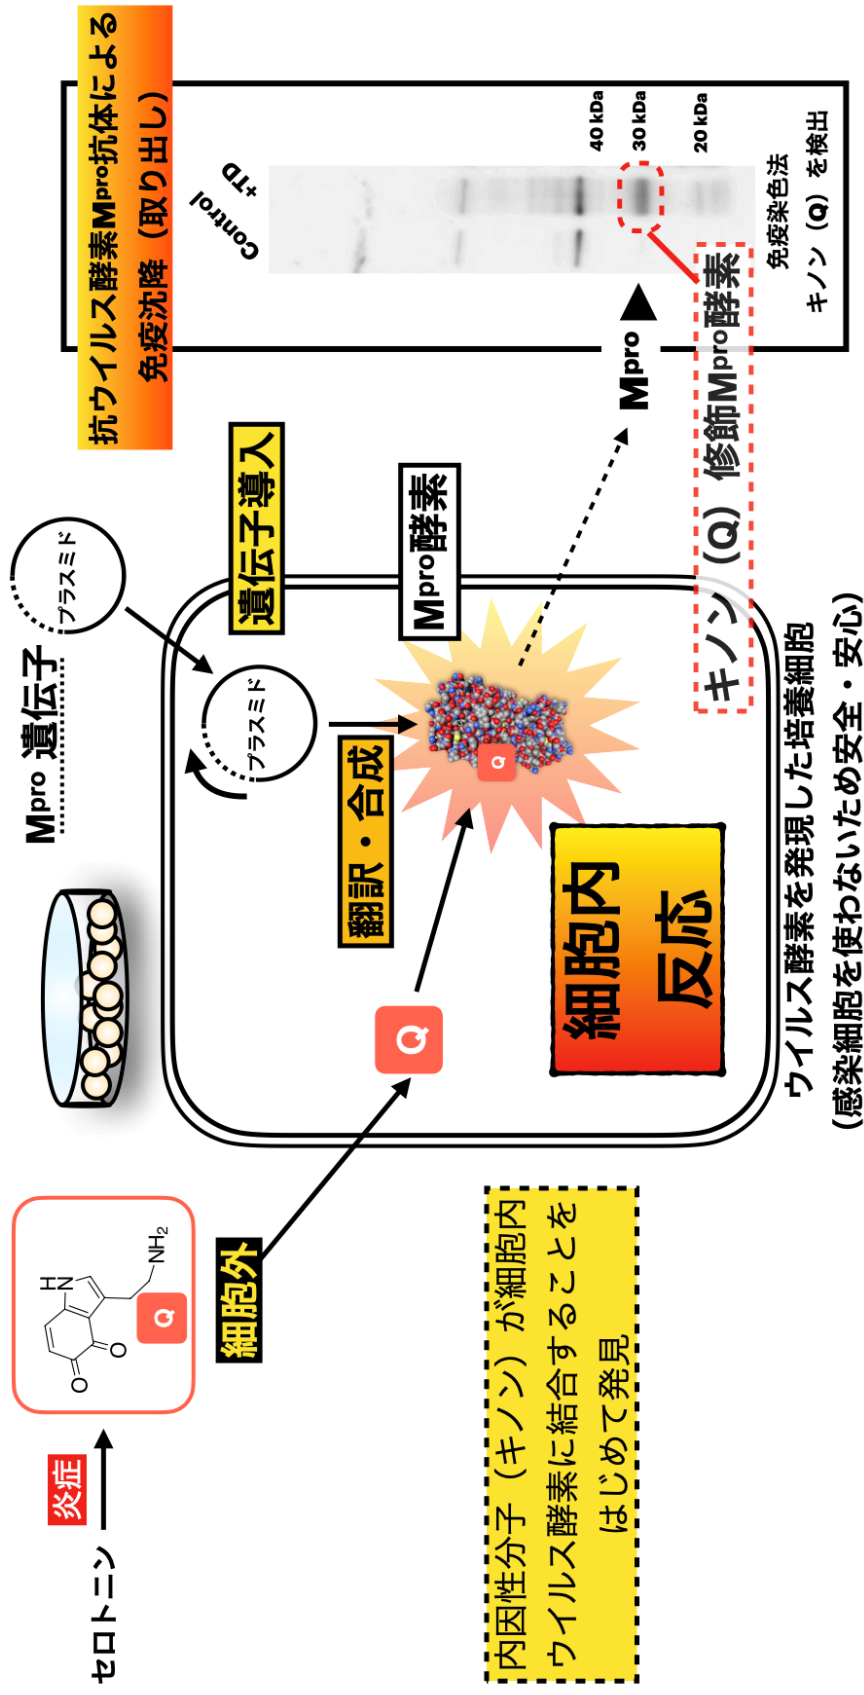 セロトニン
炎症
HN
NH2
O
O
Q
細胞外
Mpro 遺伝子
プラスミド
プラスミド
遺伝子導入
翻訳・合成
Mpro酵素
Q
Q
細胞内
反応
内因性分子（キノン）が細胞内
ウイルス酵素に結合することを
はじめて発見
ウイルス酵素を発現した培養細胞
（感染細胞を使わないため安全・安心）
抗ウイルス酵素Mpro抗体による
免疫沈降（取り出し）
Control
+TD
40 kDa
30 kDa
20 kDa
Mpro
キノン（Q）修飾Mpro酵素
免疫染色法
キノン（Q）を検出